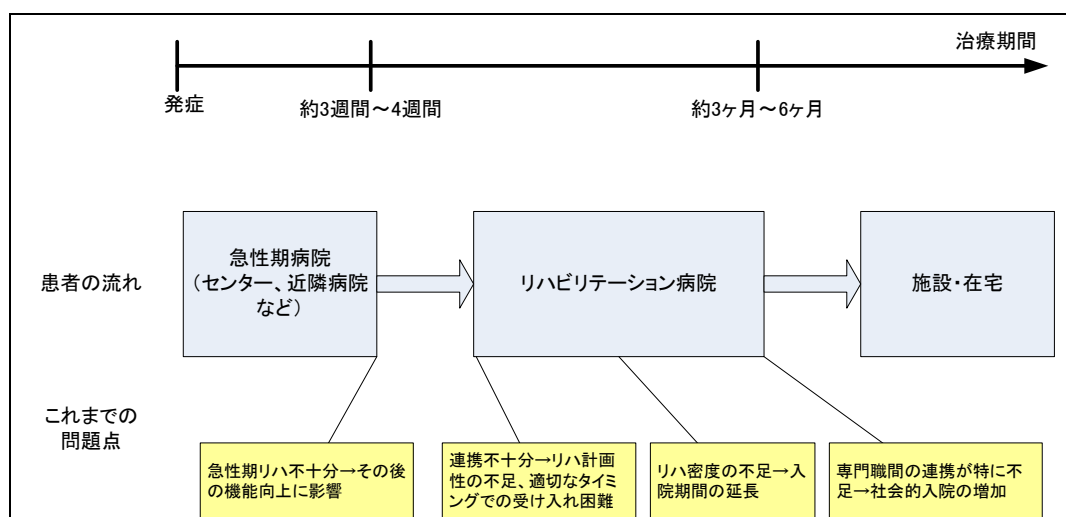 治療期間
発症
約3週間～4週間
約3ヶ月～6ヶ月
患者の流れ
急性期病院
（センター、近隣病院
など）
リハビリテーション病院
施設・在宅
これまでの
問題点
急性期リハ不十分→その後
の機能向上に影響
連携不十分→リハ計画
性の不足、適切なタイミ
ングでの受け入れ困難
リハ密度の不足→入
院期間の延長
専門職間の連携が特に不
足→社会的入院の増加